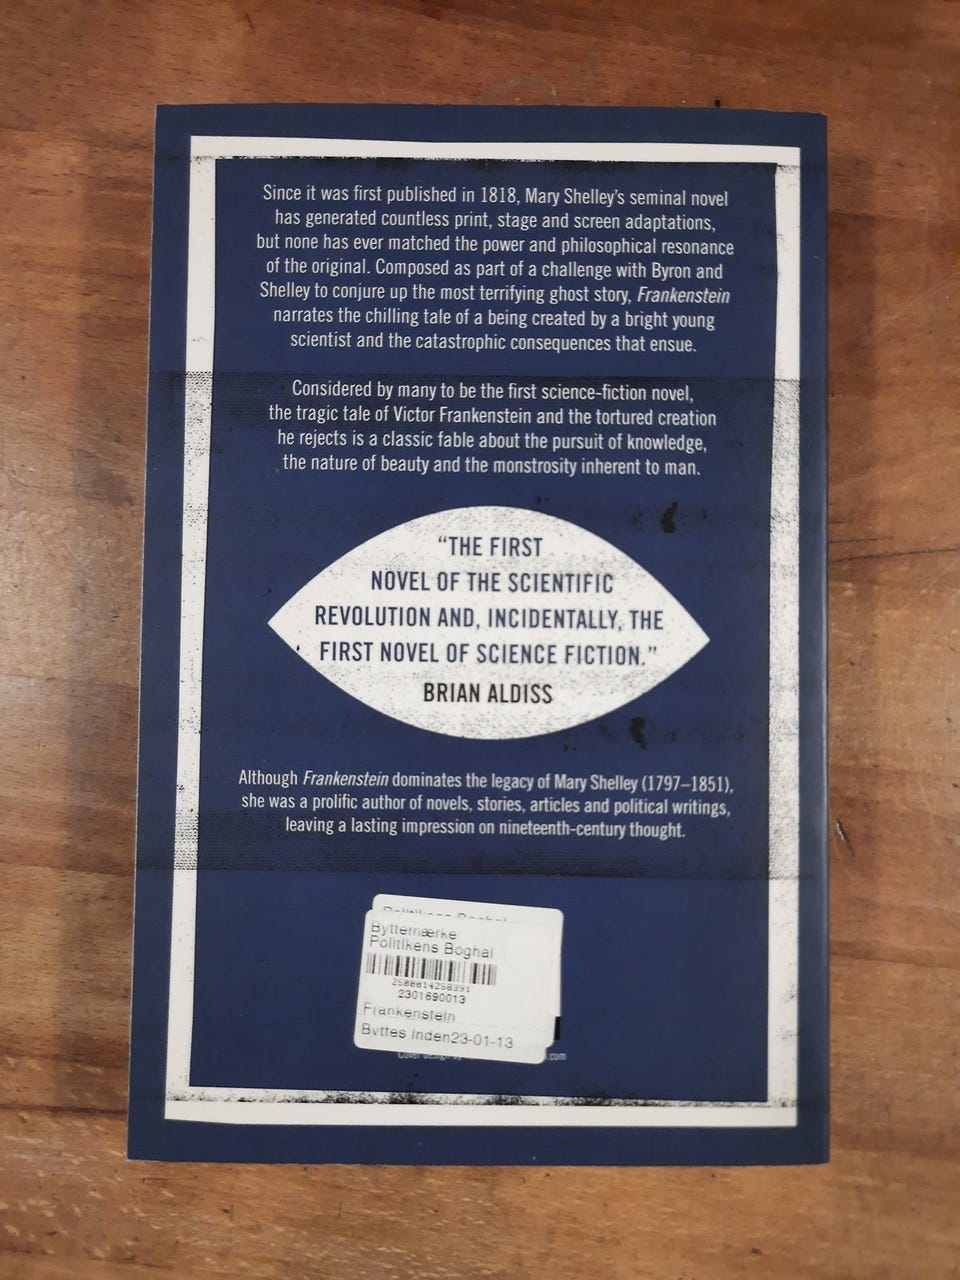 Since it was first published in 1818, Mary Shelley's seminal novel
has generated countless print, stage and screen adaptations,
but none has ever matched the power and philosophical resonance
of the original. Composed as part of a challenge with Byron and
Shelley to conjure up the most terrifying ghost story, Frankenstein
narrates the chilling tale of a being created by a bright young
scientist and the catastrophic consequences that ensue.
Considered by many to be the first science-fiction novel,
the tragic tale of Victor Frankenstein and the tortured creation
he rejects is a classic fable about the pursuit of knowledge,
the nature of beauty and the monstrosity inherent to man.
“THE FIRST
NOVEL OF THE SCIENTIFIC
REVOLUTION AND, INCIDENTALLY, THE
FIRST NOVEL OF SCIENCE FICTION.”
BRIAN ALDISS
Although Frankenstein dominates the legacy of Mary Shelley (1797–1851),
she was a prolific author of novels, stories, articles and political writings,
leaving a lasting impression on nineteenth-century thought.
Politikens Boghal
Byttemærke
Politikens Boghal
2500014258391
2301690013
Frankenstein
Byttes inden23-01-13
Cover design by
.com